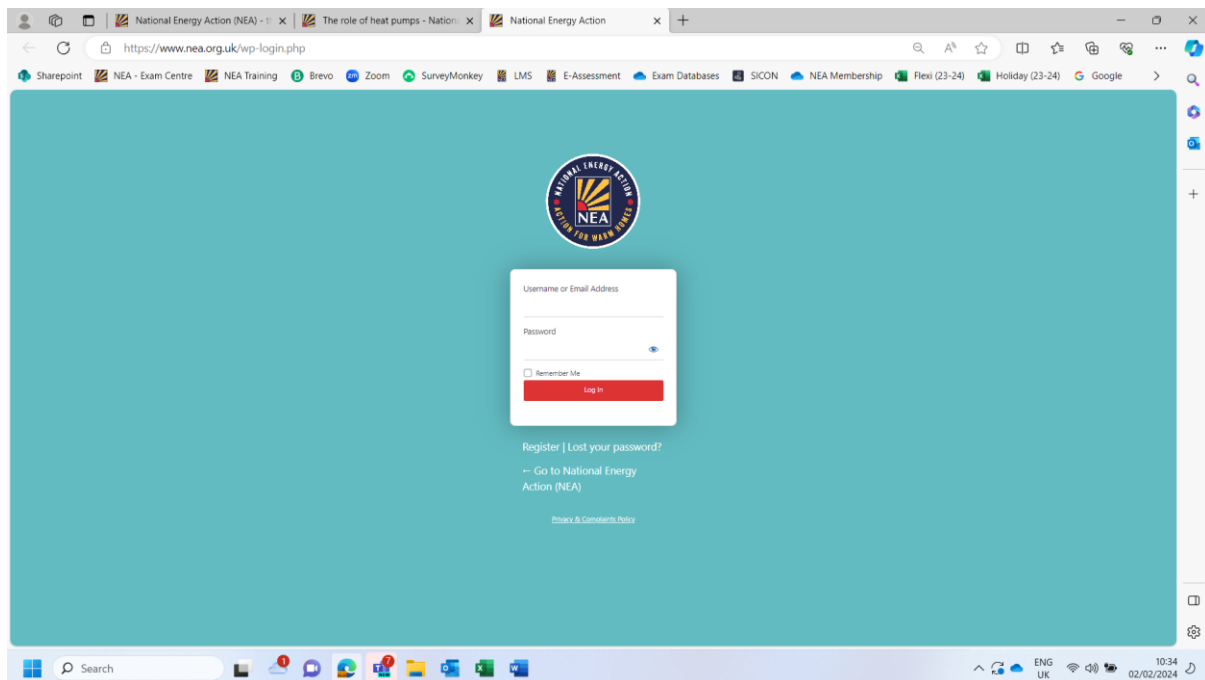 National Energy Action (NEA) - t
The role of heat pumps - Nation
National Energy Action
https://www.nea.org.uk/wp-login.php
Sharepoint NEA - Exam Centre NEA Training Brevo Zoom SurveyMonkey LMS E-Assessment Exam Databases SICON NEA Membership Flexi (23-24) Holiday (23-24) Google
NATIONAL ENERGY ACTION
NEA
ACTION FOR WARM HOMES
Username or Email Address
Password
Remember Me
Log In
Register | Lost your password?
← Go to National Energy
Action (NEA)
Privacy & Complaints Policy
Search
1
7
NEW
ENG
UK
10:34
02/02/2024